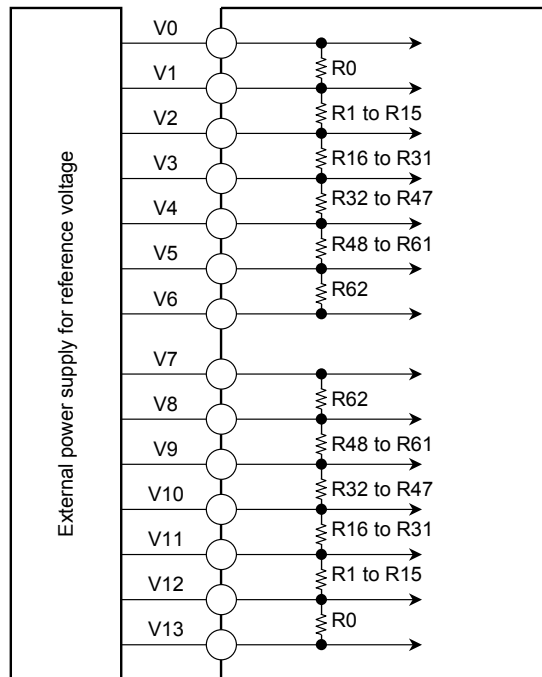 External power supply for reference voltage
V0
R0
V1
R1 to R15
V2
R16 to R31
V3
R32 to R47
V4
R48 to R61
V5
R62
V6
V7
R62
V8
R48 to R61
V9
R32 to R47
V10
R16 to R31
V11
R1 to R15
V12
R0
V13